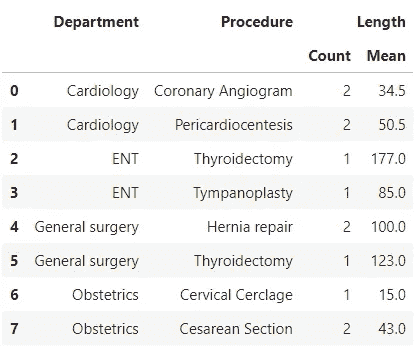 Department Procedure Length
Count Mean
0 Cardiology Coronary Angiogram 2 34.5
1 Cardiology Pericardiocentesis 2 50.5
2 ENT Thyroidectomy 1 177.0
3 ENT Tympanoplasty 1 85.0
4 General surgery Hernia repair 2 100.0
5 General surgery Thyroidectomy 1 123.0
6 Obstetrics Cervical Cerclage 1 15.0
7 Obstetrics Cesarean Section 2 43.0